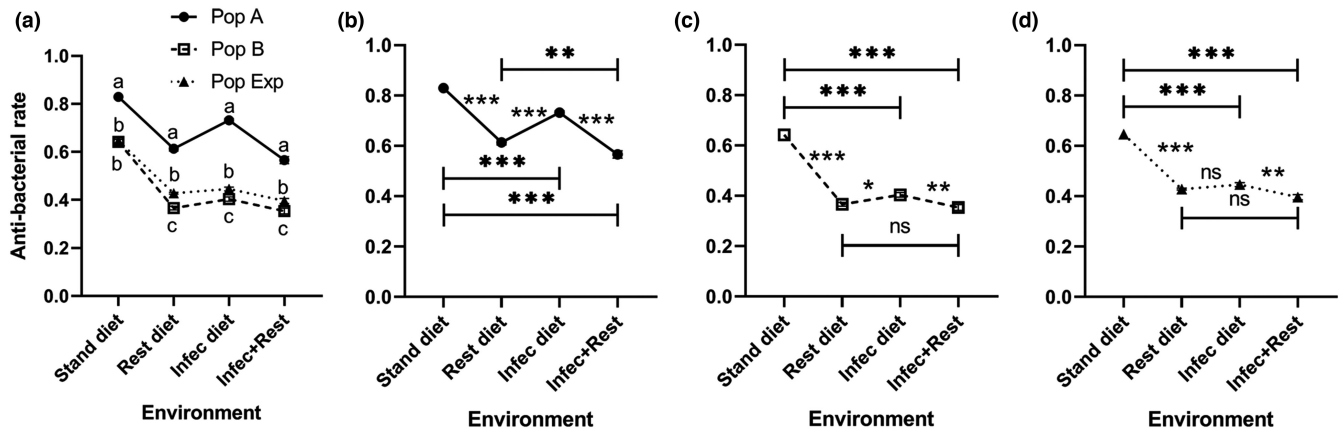 (a)
Pop A
Pop B
Pop Exp
Anti-bacterial rate
1.0
0.8
0.6
0.4
0.2
0.0
a
a
a
a
b
b
b
b
b
c
c
c
Stand diet
Rest diet
Infec diet
Infec+Rest
Environment
(b)
1.0
0.8
0.6
0.4
0.2
0.0
**
***
***
***
***
***
Stand diet
Rest diet
Infec diet
Infec+Rest
Environment
(c)
1.0
0.8
0.6
0.4
0.2
0.0
***
***
***
*
**
ns
Stand diet
Rest diet
Infec diet
Infec+Rest
Environment
(d)
1.0
0.8
0.6
0.4
0.2
0.0
***
***
***
ns
**
ns
Stand diet
Rest diet
Infec diet
Infec+Rest
Environment